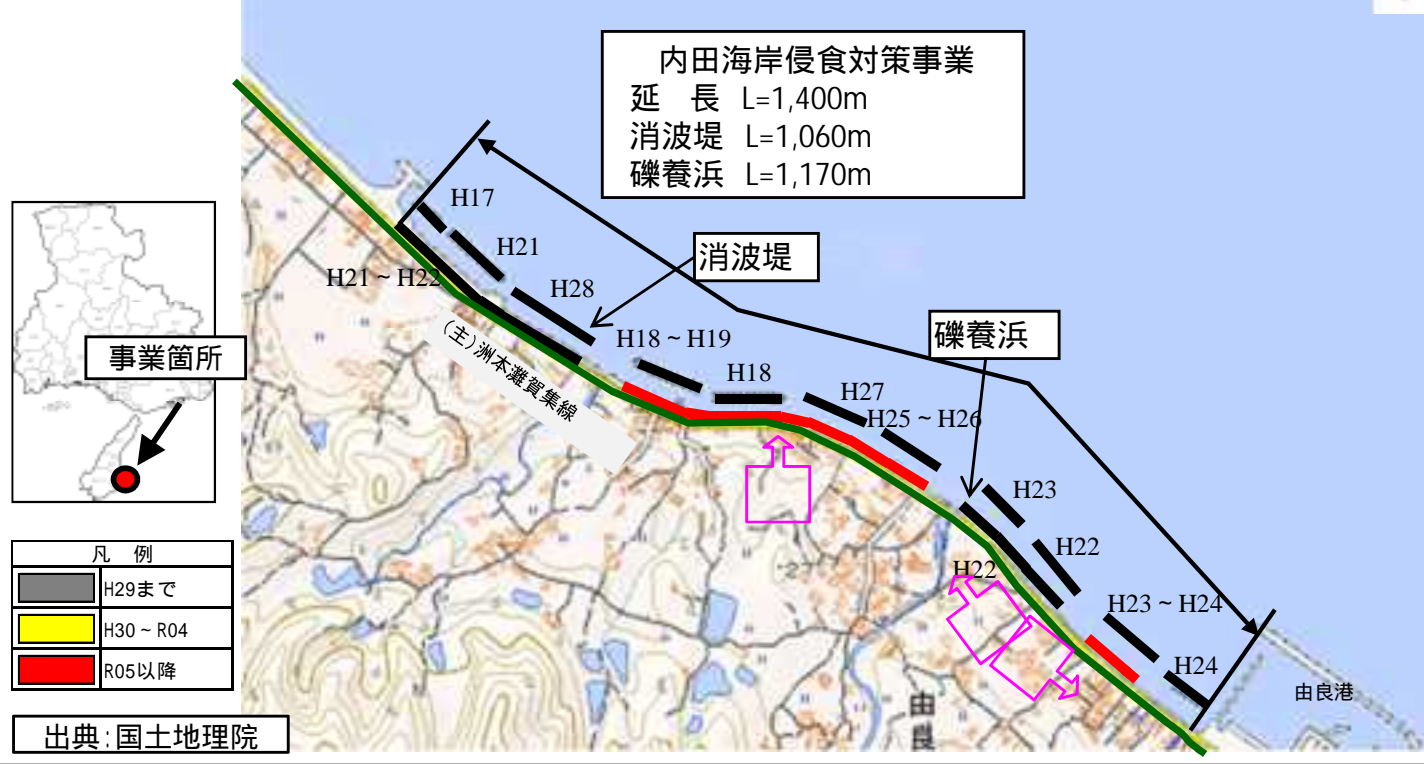 内田海岸侵食対策事業
延　長 L=1,400m
消波堤 L=1,060m
礫養浜 L=1,170m
H17
H21
消波堤
H21～H22
H28
H18～H19
礫養浜
(主)洲本灘賀集線
H18
H27
H25～H26
事業箇所
H23
H22
H22
H23～H24
H24
由良港
由良
凡　例
H29まで
H30～R04
R05以降
出典:国土地理院